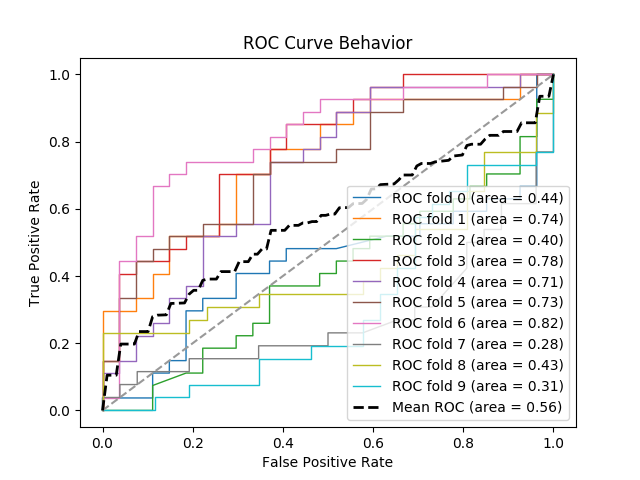 ROC Curve Behavior
True Positive Rate
1.0
0.8
0.6
0.4
0.2
0.0
ROC fold 0 (area = 0.44)
ROC fold 1 (area = 0.74)
ROC fold 2 (area = 0.40)
ROC fold 3 (area = 0.78)
ROC fold 4 (area = 0.71)
ROC fold 5 (area = 0.73)
ROC fold 6 (area = 0.82)
ROC fold 7 (area = 0.28)
ROC fold 8 (area = 0.43)
ROC fold 9 (area = 0.31)
Mean ROC (area = 0.56)
0.0 0.2 0.4 0.6 0.8 1.0
False Positive Rate